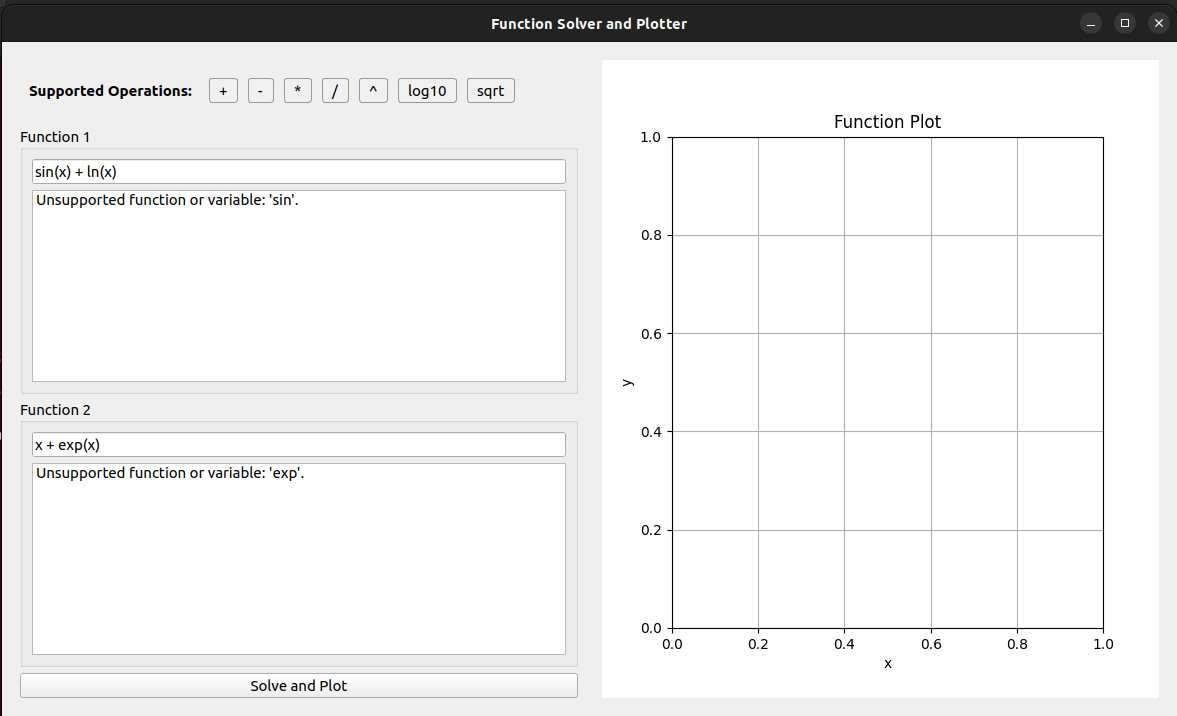 Function Solver and Plotter
Supported Operations: + - * / ^ log10 sqrt
Function 1
sin(x) + ln(x)
Unsupported function or variable: 'sin'.
Function 2
x + exp(x)
Unsupported function or variable: 'exp'.
Solve and Plot
Function Plot
1.0
0.8
0.6
0.4
0.2
0.0
y
0.0 0.2 0.4 0.6 0.8 1.0
x